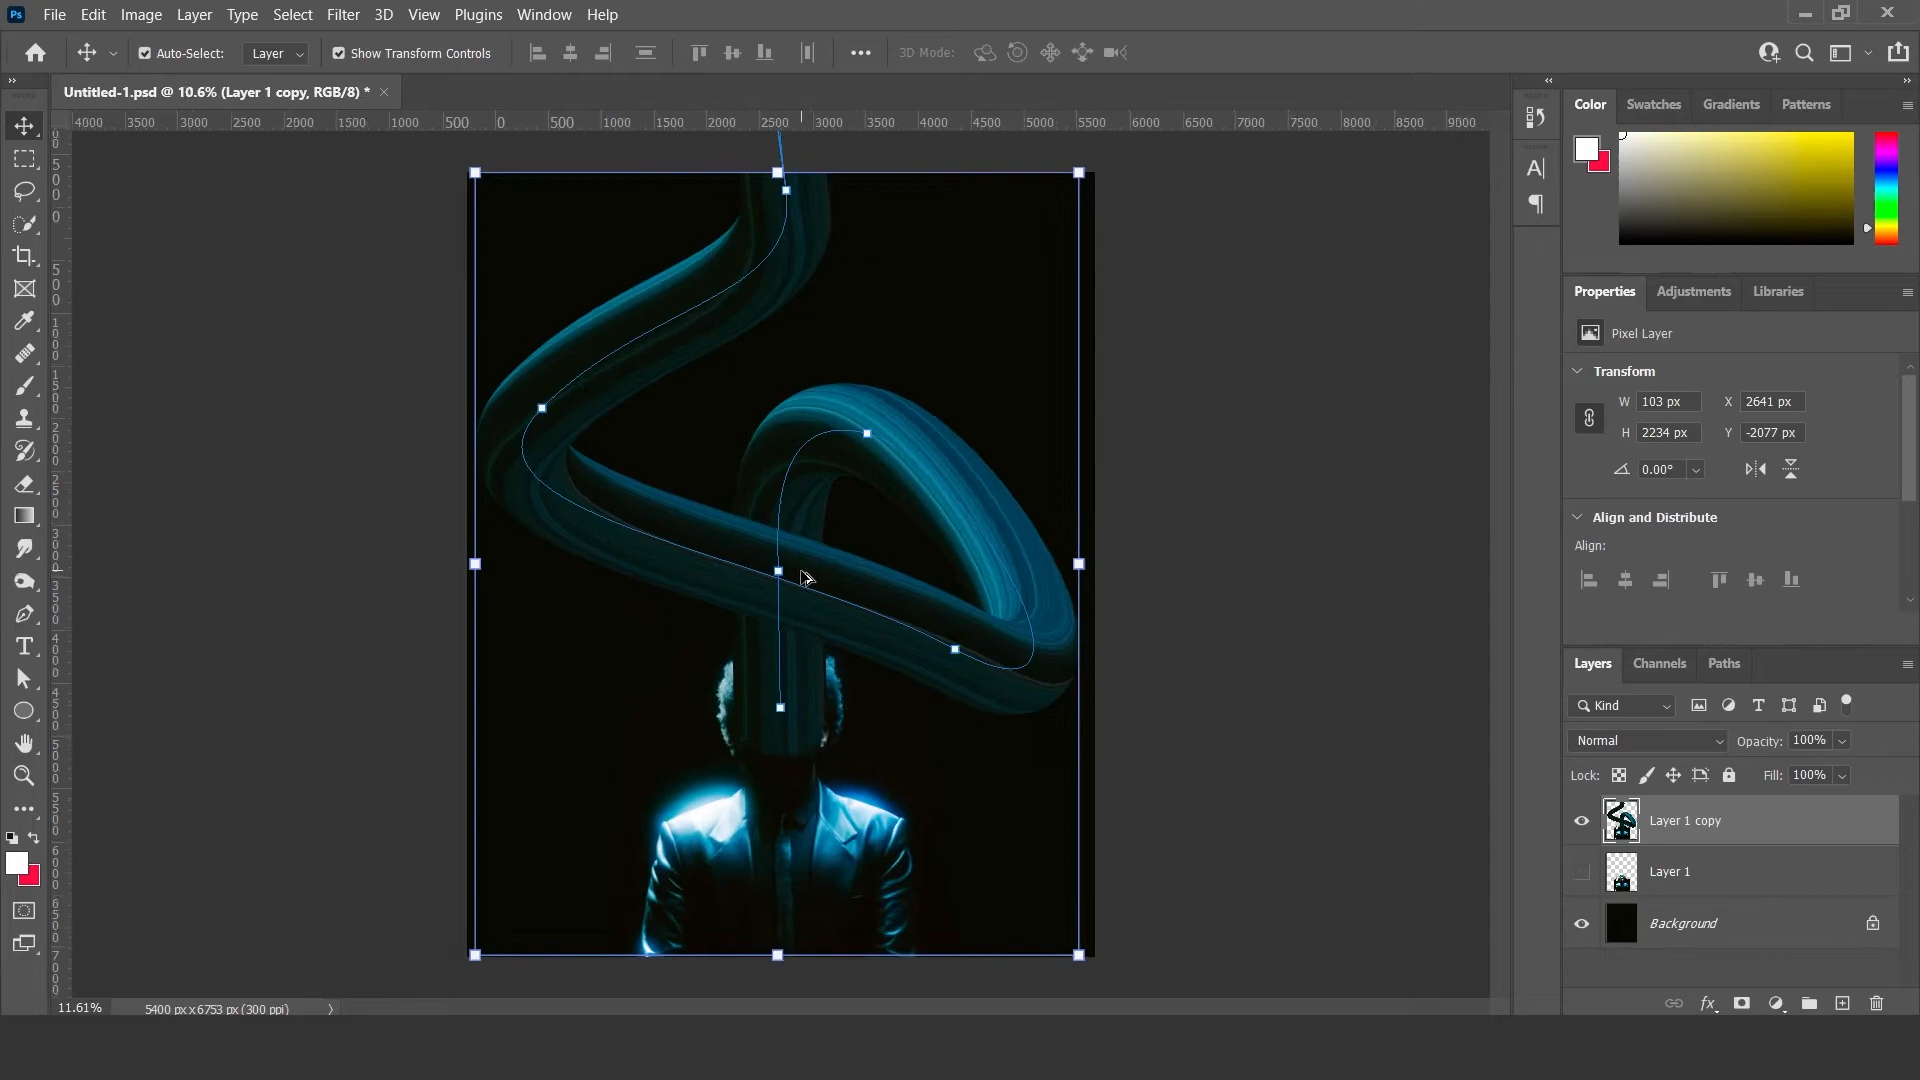 Ps File Edit Image Layer Type Select Filter 3D View Plugins Window Help
Auto-Select: Layer Show Transform Controls 3D Mode:
Untitled-1.psd @ 10.6% (Layer 1 copy, RGB/8) *
4000 3500 3000 2500 2000 1500 1000 500 0 500 1000 1500 2000 2500 3000 3500 4000 4500 5000 5500 6000 6500 7000 7500 8000 8500 9000
Color Swatches Gradients Patterns
Properties Adjustments Libraries
Pixel Layer
Transform
W 103 px X 2641 px
H 2234 px Y -2077 px
0.00°
Align and Distribute
Align:
Layers Channels Paths
Kind
Normal Opacity: 100%
Lock: Fill: 100%
Layer 1 copy
Layer 1
Background
fx
11.61% 5400 px x 6753 px (300 ppi)